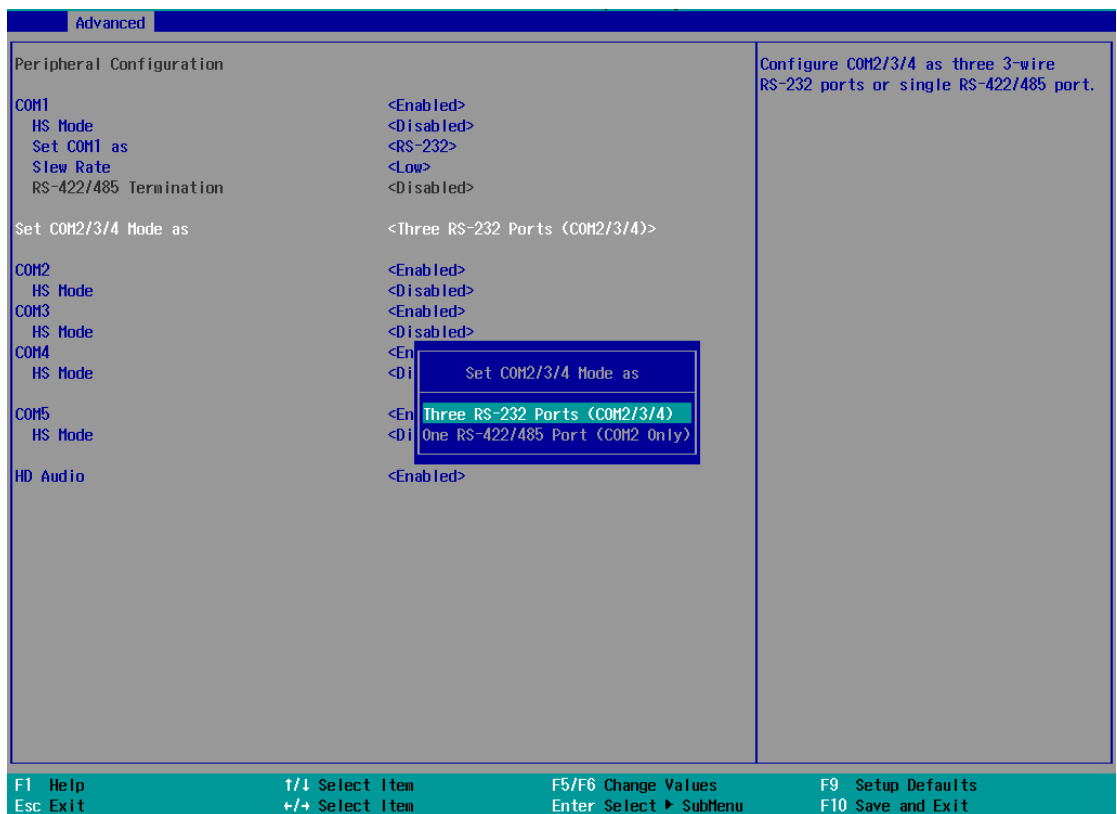 Advanced
Peripheral Configuration
Configure COM2/3/4 as three 3-wire
RS-232 ports or single RS-422/485 port.
COM1 <Enabled>
HS Mode <Disabled>
Set COM1 as <RS-232>
Slew Rate <Low>
RS-422/485 Termination <Disabled>
Set COM2/3/4 Mode as <Three RS-232 Ports (COM2/3/4)>
COM2 <Enabled>
HS Mode <Disabled>
COM3 <Enabled>
HS Mode <Disabled>
COM4 <En
HS Mode <Di
Set COM2/3/4 Mode as
COM5 <En
Three RS-232 Ports (COM2/3/4)
HS Mode <Di
One RS-422/485 Port (COM2 Only)
HD Audio <Enabled>
F1 Help ↑/↓ Select Item F5/F6 Change Values F9 Setup Defaults
Esc Exit ←/→ Select Item Enter Select ▶ SubMenu F10 Save and Exit